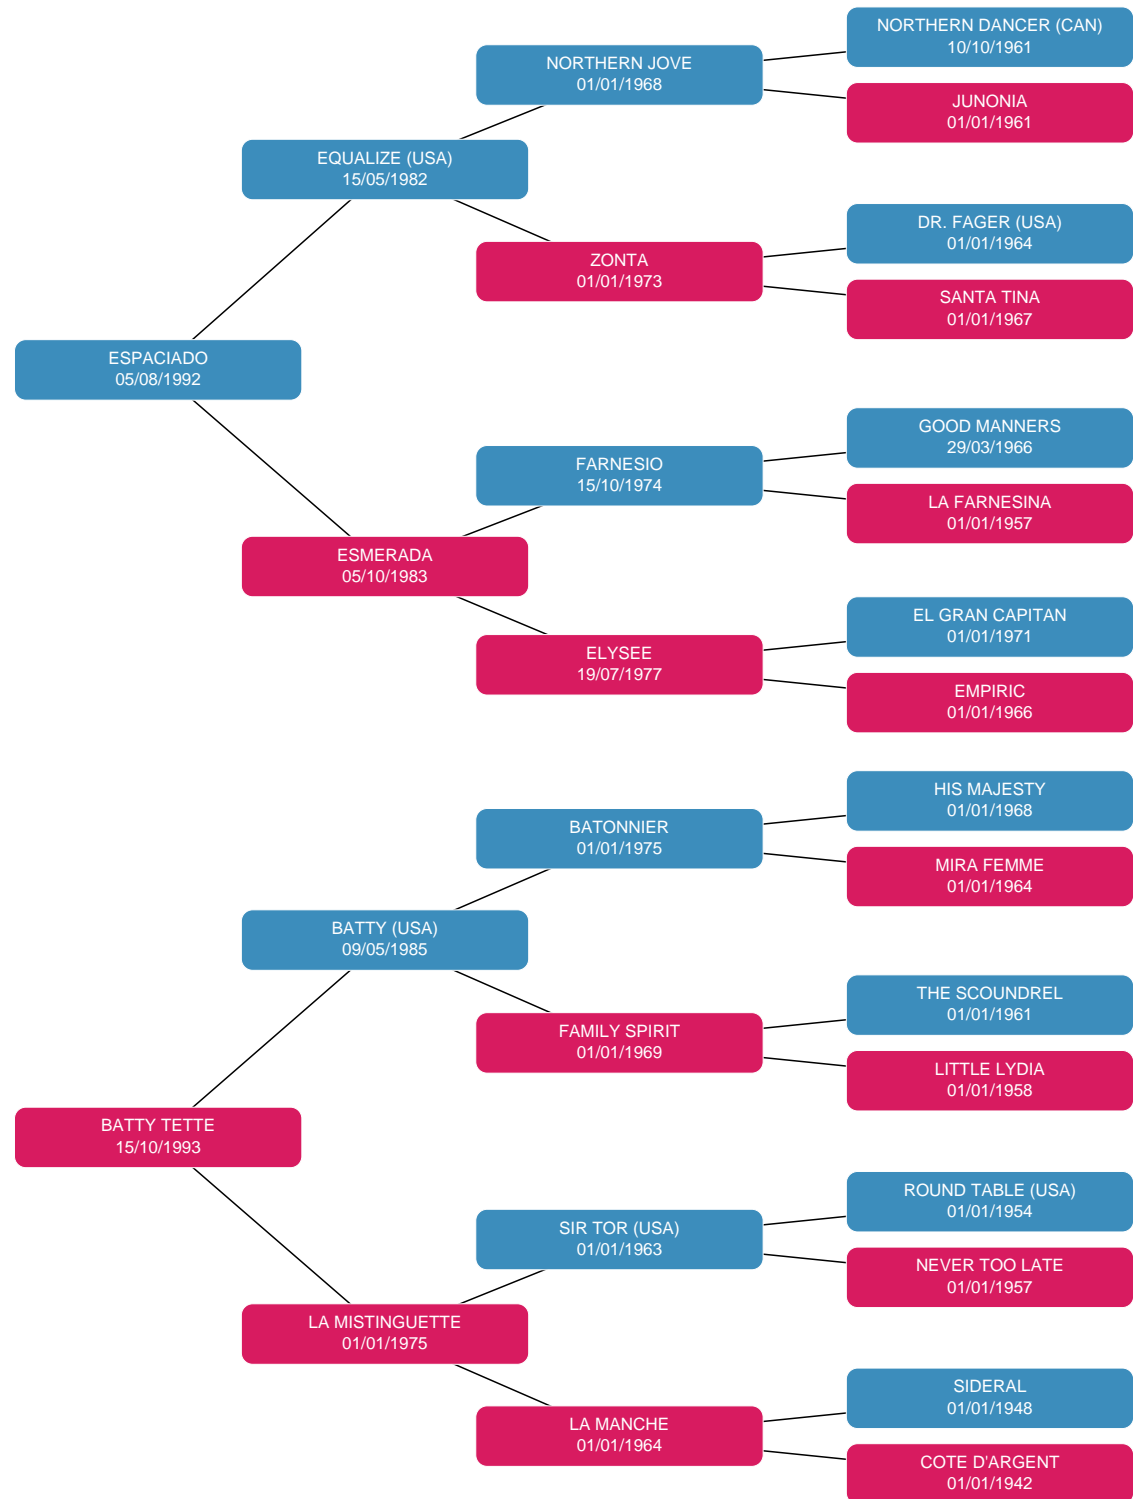 NORTHERN DANCER (CAN)
10/10/1961
NORTHERN JOVE
01/01/1968
JUNONIA
01/01/1961
EQUALIZE (USA)
15/05/1982
DR. FAGER (USA)
01/01/1964
ZONTA
01/01/1973
SANTA TINA
01/01/1967
ESPACIADO
05/08/1992
GOOD MANNERS
29/03/1966
FARNESIO
15/10/1974
LA FARNESINA
01/01/1957
ESMERADA
05/10/1983
EL GRAN CAPITAN
01/01/1971
ELYSEE
19/07/1977
EMPIRIC
01/01/1966
HIS MAJESTY
01/01/1968
BATONNIER
01/01/1975
MIRA FEMME
01/01/1964
BATTY (USA)
09/05/1985
THE SCOUNDREL
01/01/1961
FAMILY SPIRIT
01/01/1969
LITTLE LYDIA
01/01/1958
BATTY TETTE
15/10/1993
ROUND TABLE (USA)
01/01/1954
SIR TOR (USA)
01/01/1963
NEVER TOO LATE
01/01/1957
LA MISTINGUETTE
01/01/1975
SIDERAL
01/01/1948
LA MANCHE
01/01/1964
COTE D'ARGENT
01/01/1942